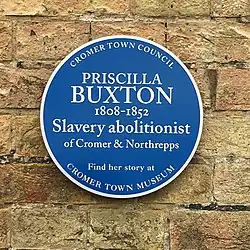 CROMER TOWN COUNCIL
PRISCILLA
BUXTON
1808-1852
Slavery abolitionist
of Cromer & Northrepps
Find her story at
CROMER TOWN MUSEUM